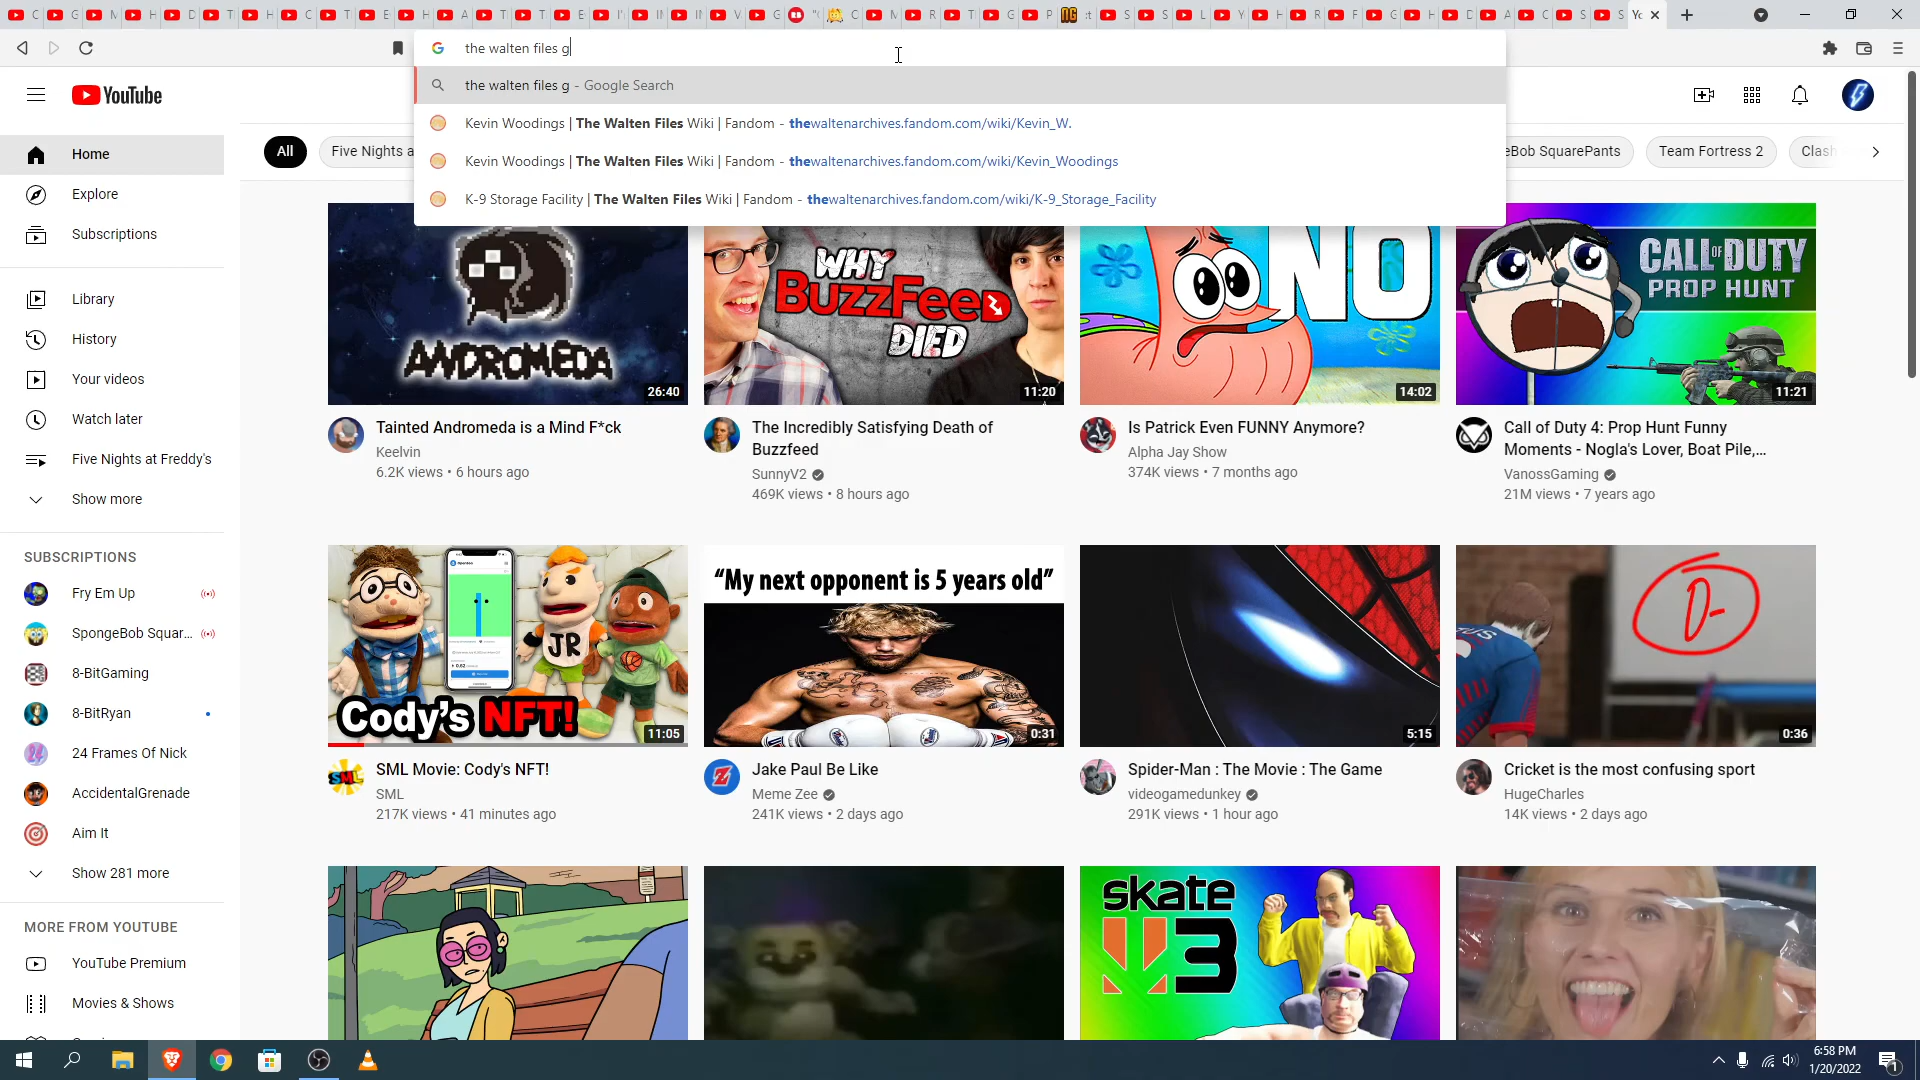 the walten files g
the walten files g - Google Search
Kevin Woodings | The Walten Files Wiki | Fandom - thewaltenarchives.fandom.com/wiki/Kevin_W.
Kevin Woodings | The Walten Files Wiki | Fandom - thewaltenarchives.fandom.com/wiki/Kevin_Woodings
K-9 Storage Facility | The Walten Files Wiki | Fandom - thewaltenarchives.fandom.com/wiki/K-9_Storage_Facility
YouTube
Home
Explore
Subscriptions
Library
History
Your videos
Watch later
Five Nights at Freddy's
Show more
SUBSCRIPTIONS
Fry Em Up
SpongeBob Squar...
8-BitGaming
8-BitRyan
24 Frames Of Nick
AccidentalGrenade
Aim It
Show 281 more
MORE FROM YOUTUBE
YouTube Premium
Movies & Shows
All
Five Nights a
eBob SquarePants
Team Fortress 2
Clash
ANDROMEDA
26:40
Tainted Andromeda is a Mind F*ck
Keelvin
6.2K views • 6 hours ago
WHY
BuzzFeed
DIED
11:20
The Incredibly Satisfying Death of
Buzzfeed
SunnyV2
469K views • 8 hours ago
NO
14:02
Is Patrick Even FUNNY Anymore?
Alpha Jay Show
374K views • 7 months ago
CALL OF DUTY
PROP HUNT
11:21
Call of Duty 4: Prop Hunt Funny
Moments - Nogla's Lover, Boat Pile,...
VanossGaming
21M views • 7 years ago
JR
Cody's NFT!
11:05
SML Movie: Cody's NFT!
SML
217K views • 41 minutes ago
“My next opponent is 5 years old”
0:31
Jake Paul Be Like
Meme Zee
241K views • 2 days ago
5:15
Spider-Man : The Movie : The Game
videogamedunkey
291K views • 1 hour ago
D-
0:36
Cricket is the most confusing sport
HugeCharles
14K views • 2 days ago
skate
3
6:58 PM
1/20/2022
1